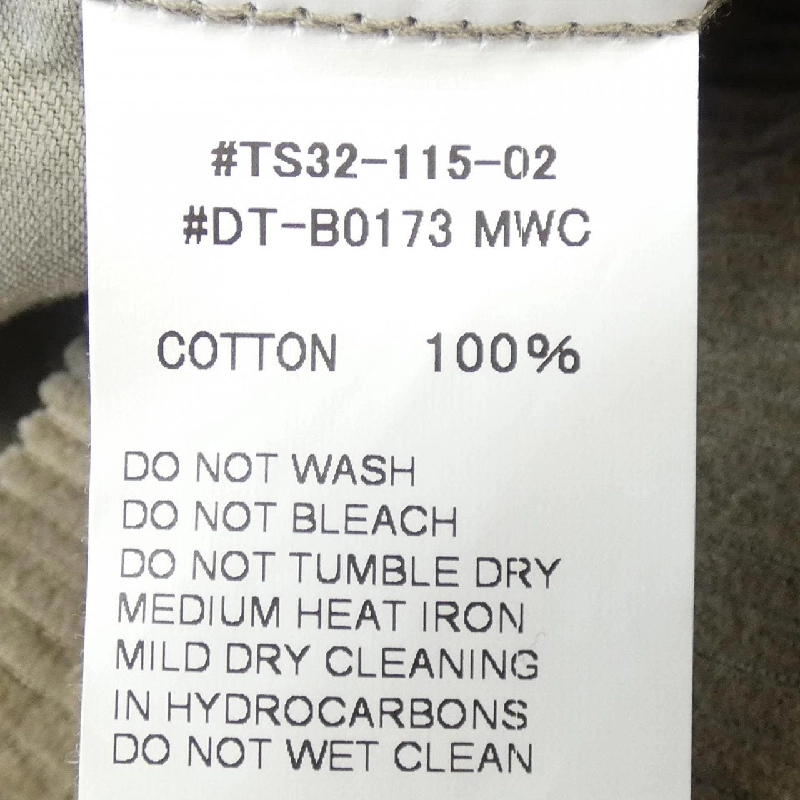 #TS32-115-02
#DT-B0173 MWC
COTTON 100%
DO NOT WASH
DO NOT BLEACH
DO NOT TUMBLE DRY
MEDIUM HEAT IRON
MILD DRY CLEANING
IN HYDROCARBONS
DO NOT WET CLEAN